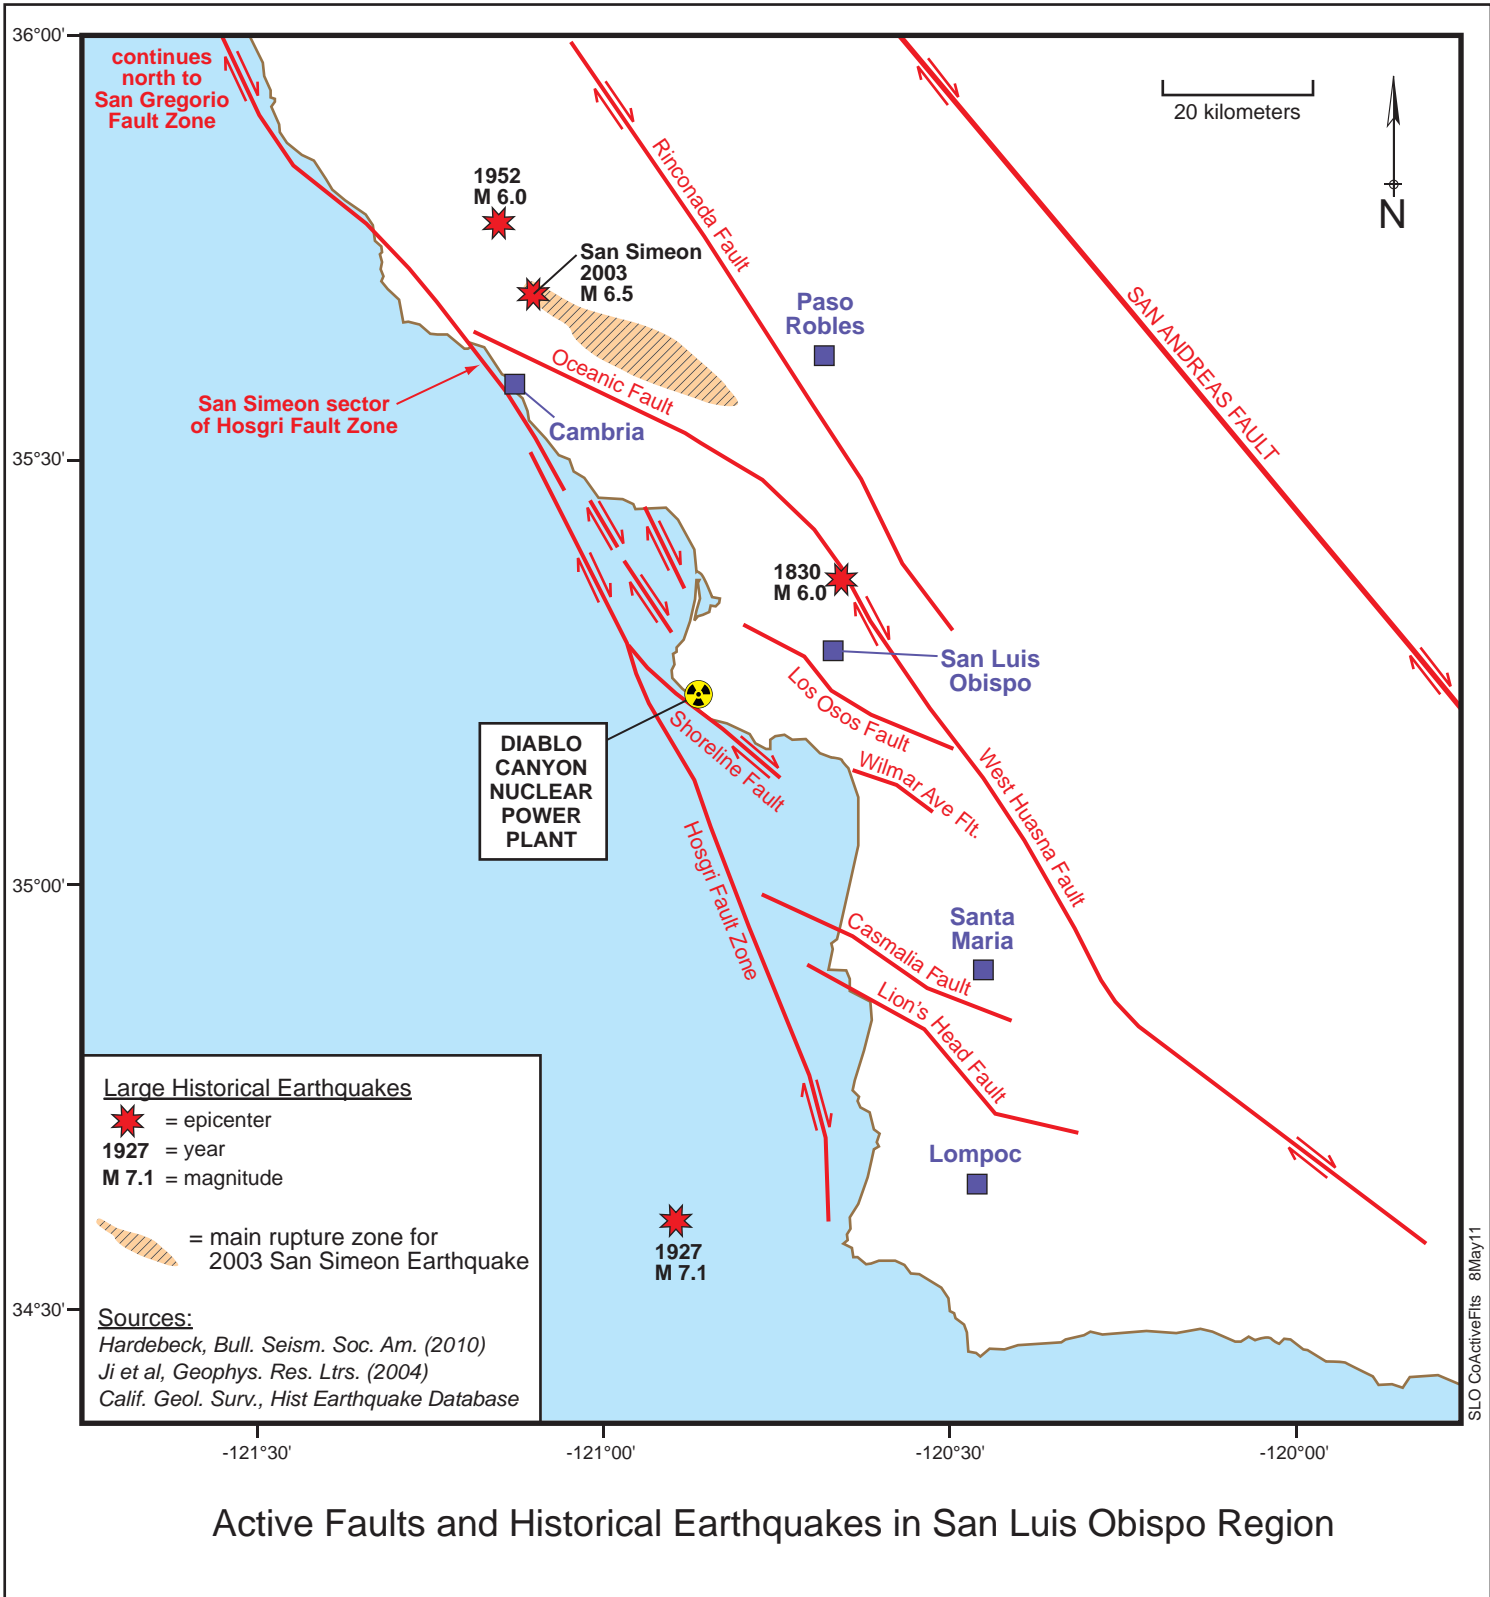 36°00'
continues
north to
San Gregorio
Fault Zone
20 kilometers
N
1952
M 6.0
San Simeon
2003
M 6.5
Rinconada Fault
Paso
Robles
SAN ANDREAS FAULT
Oceanic Fault
San Simeon sector
of Hosgri Fault Zone
Cambria
35°30'
1830
M 6.0
San Luis
Obispo
Los Osos Fault
Shoreline Fault
Wilmar Ave Flt.
West Huasna Fault
DIABLO
CANYON
NUCLEAR
POWER
PLANT
Hosgri Fault Zone
35°00'
Santa
Maria
Casmalia Fault
Lion's Head Fault
Lompoc
Large Historical Earthquakes
= epicenter
1927 = year
M 7.1 = magnitude
= main rupture zone for
2003 San Simeon Earthquake
1927
M 7.1
34°30'
Sources:
Hardebeck, Bull. Seism. Soc. Am. (2010)
Ji et al, Geophys. Res. Ltrs. (2004)
Calif. Geol. Surv., Hist Earthquake Database
SLO CoActiveFlts 8May11
-121°30'
-121°00'
-120°30'
-120°00'
Active Faults and Historical Earthquakes in San Luis Obispo Region